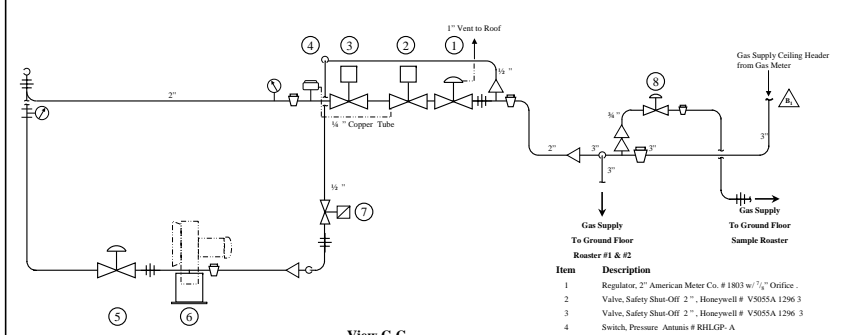 1" Vent to Roof
4
3
2
1
Gas Supply Ceiling Header
from Gas Meter
8
½ "
B₁
2"
¼ " Copper Tube
¾ "
3"
2"
3"
3"
3"
½ "
7
Gas Supply
To Ground Floor
Roaster #1 & #2
Gas Supply
To Ground Floor
Sample Roaster
5
6
Item Description
1 Regulator, 2" American Meter Co. # 1803 w/ 7/8" Orifice .
2 Valve, Safety Shut-Off 2 " , Honeywell # V5055A 1296 3
3 Valve, Safety Shut-Off 2 " , Honeywell # V5055A 1296 3
4 Switch, Pressure Antunis # RHLGP- A
View C-C